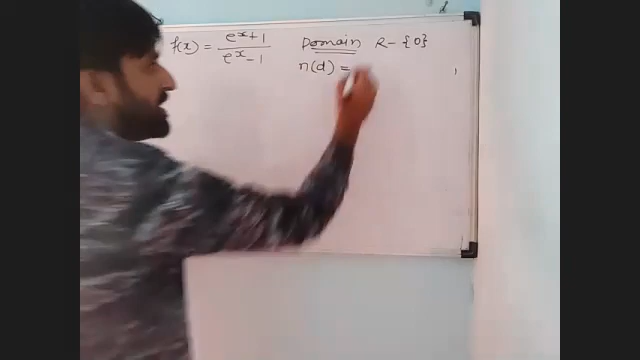 f(x) = e^x+1 / e^x-1 Domain R-{0}
n(d) =